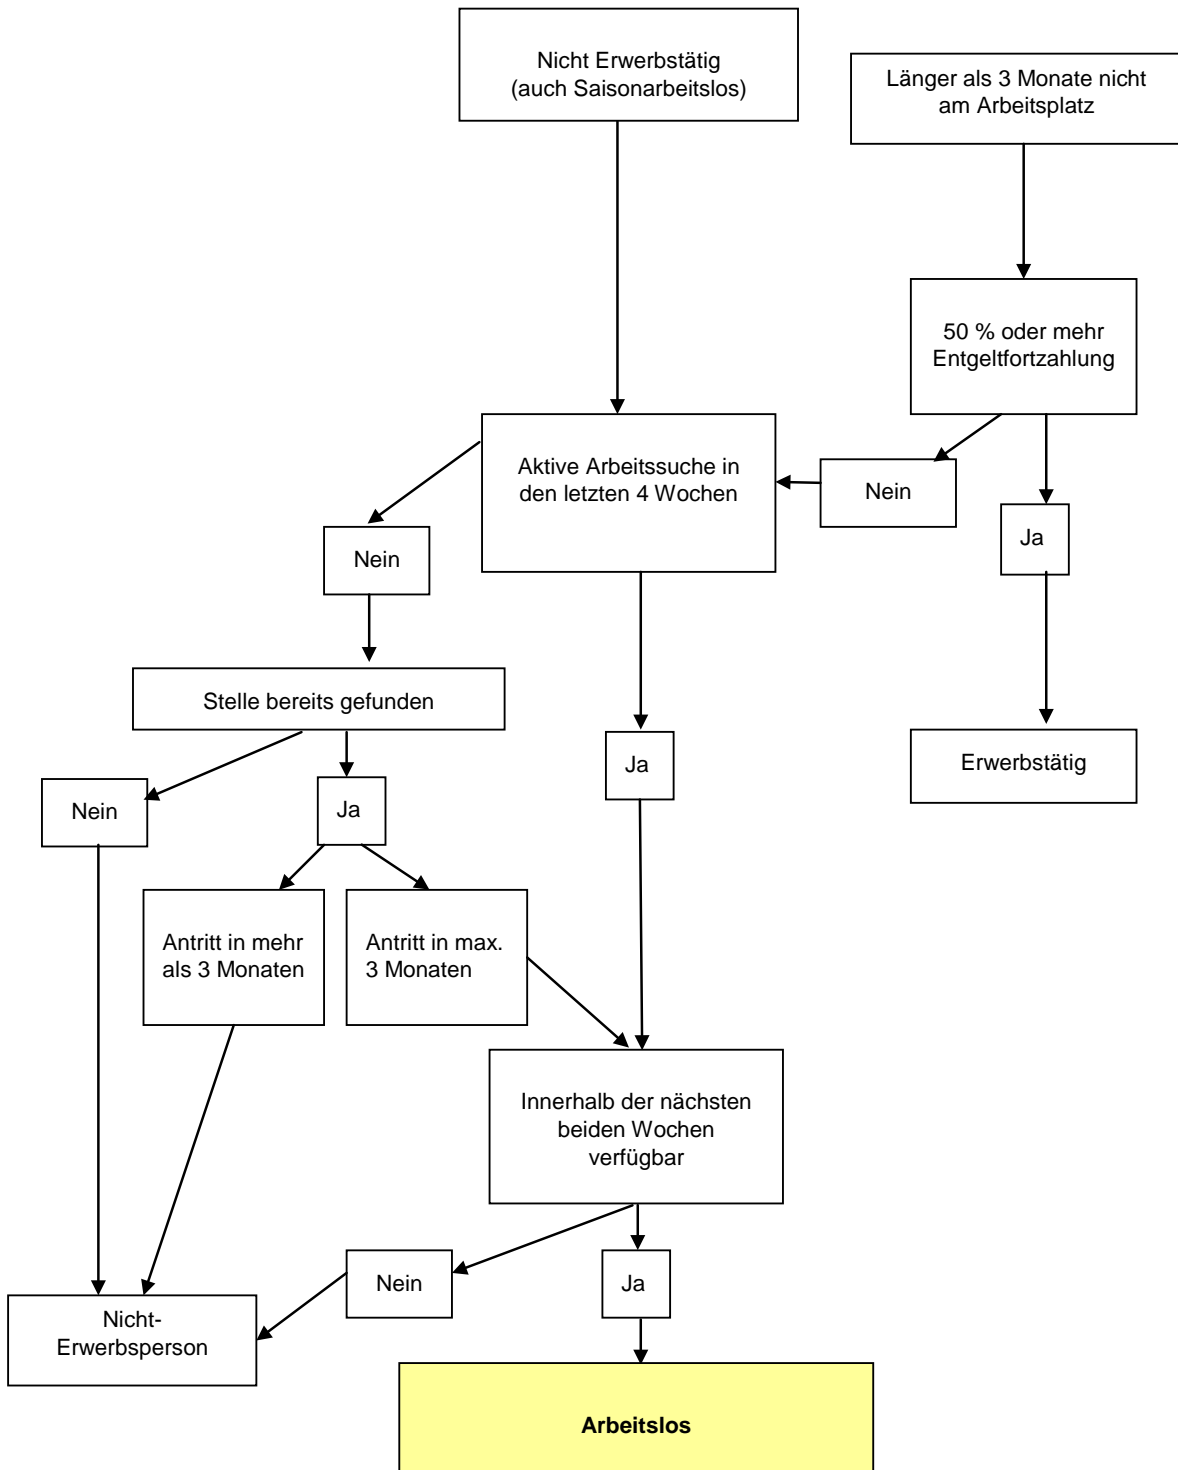 Nicht Erwerbstätig
(auch Saisonarbeitslos)
Länger als 3 Monate nicht
am Arbeitsplatz
50 % oder mehr
Entgeltfortzahlung
Aktive Arbeitssuche in
den letzten 4 Wochen
Nein
Ja
Nein
Stelle bereits gefunden
Ja
Erwerbstätig
Nein
Ja
Antritt in mehr
als 3 Monaten
Antritt in max.
3 Monaten
Innerhalb der nächsten
beiden Wochen
verfügbar
Nein
Ja
Nicht-
Erwerbsperson
Arbeitslos